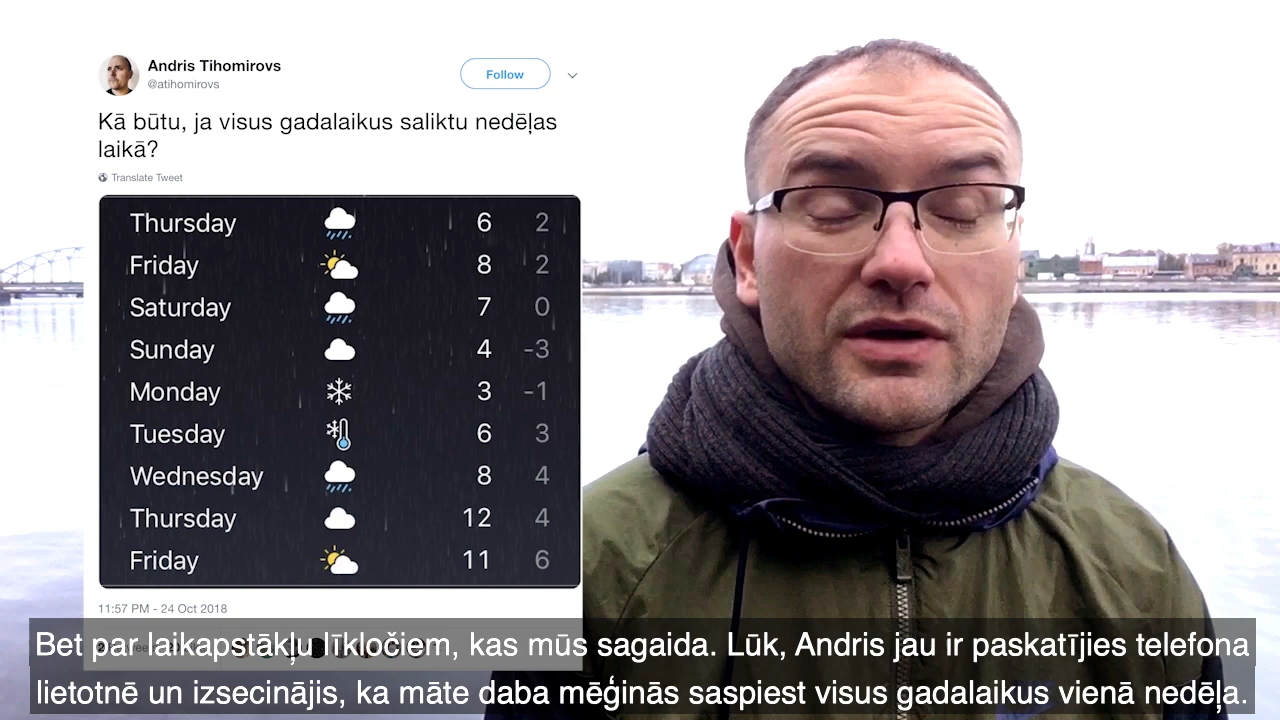 Andris Tihomirovs
@atihomirovs
Follow
Kā būtu, ja visus gadalaikus saliktu nedēļas
laikā?
Translate Tweet
Thursday 6 2
Friday 8 2
Saturday 7 0
Sunday 4 -3
Monday 3 -1
Tuesday 6 3
Wednesday 8 4
Thursday 12 4
Friday 11 6
11:57 PM - 24 Oct 2018
Bet par laikapstākļu līkločiem, kas mūs sagaida. Lūk, Andris jau ir paskatījies telefona
lietotnē un izsecinājis, ka māte daba mēģinās saspiest visus gadalaikus vienā nedēļa.